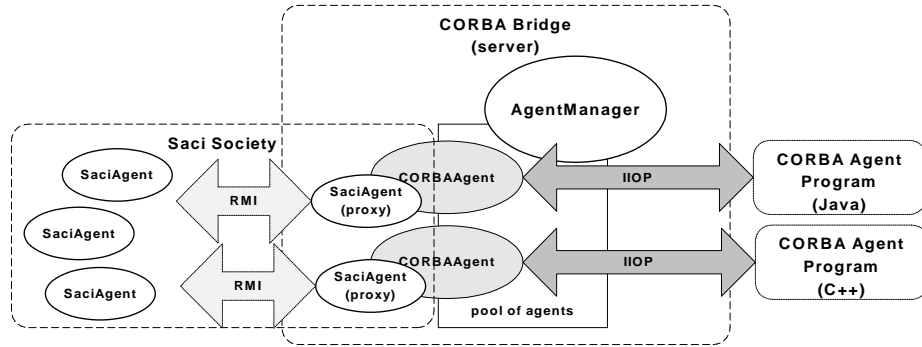 CORBA Bridge
(server)
AgentManager
Saci Society
SaciAgent
SaciAgent
SaciAgent
RMI
RMI
SaciAgent
(proxy)
CORBAAgent
SaciAgent
(proxy)
CORBAAgent
IIOP
IIOP
pool of agents
CORBA Agent
Program
(Java)
CORBA Agent
Program
(C++)